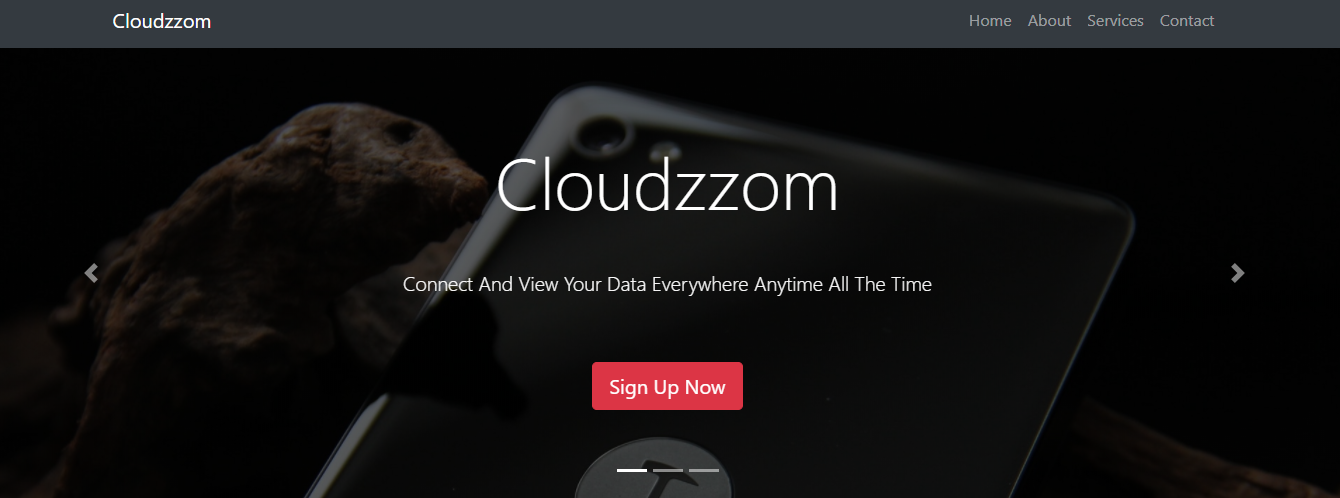 Cloudzzom
Home About Services Contact
Cloudzzom
Connect And View Your Data Everywhere Anytime All The Time
Sign Up Now